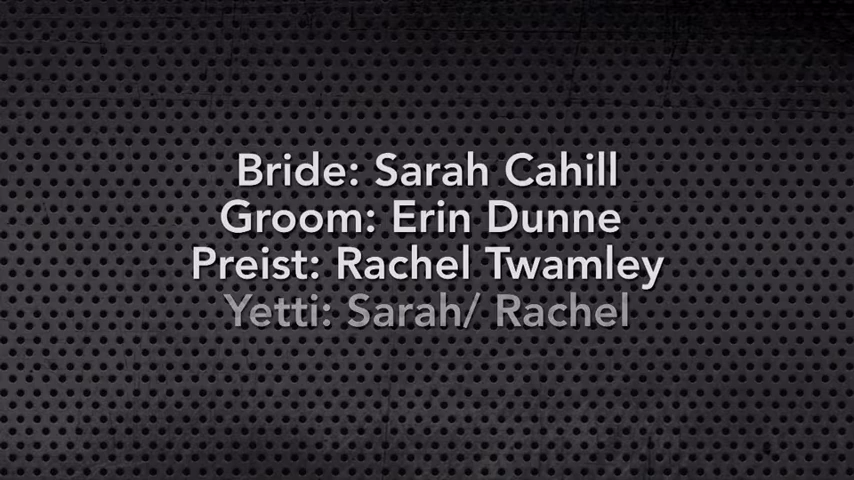 Bride: Sarah Cahill
Groom: Erin Dunne
Preist: Rachel Twamley
Yetti: Sarah/ Rachel